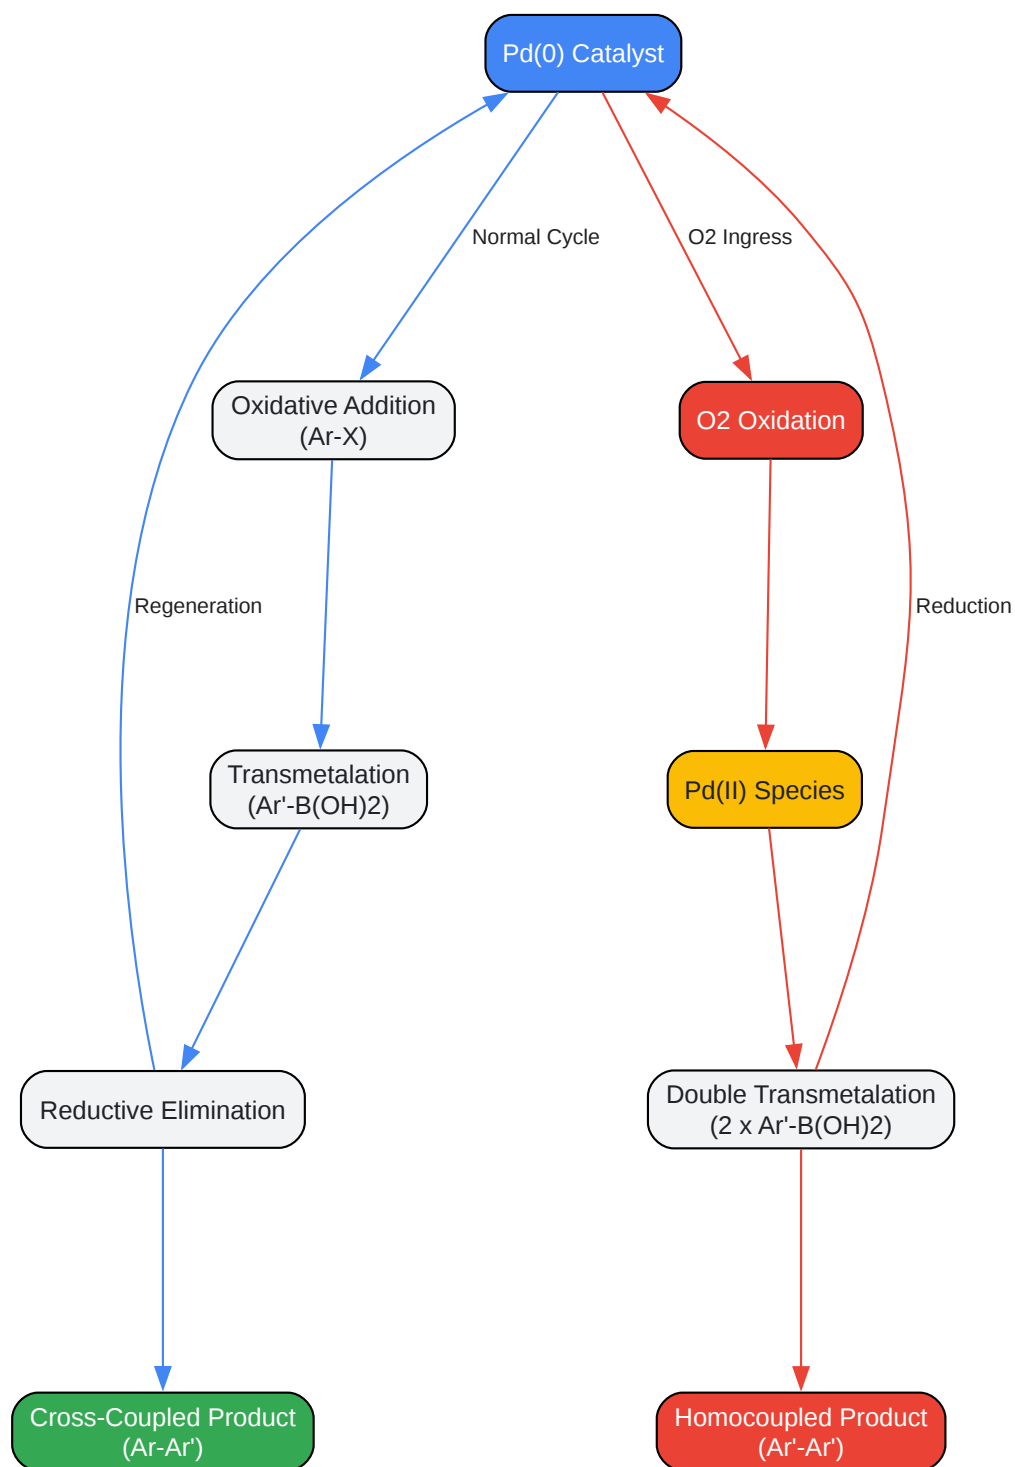 Pd(0) Catalyst
Normal Cycle
O2 Ingress
Oxidative Addition
(Ar-X)
O2 Oxidation
Regeneration
Reduction
Transmetalation
(Ar'-B(OH)2)
Pd(II) Species
Reductive Elimination
Double Transmetalation
(2 x Ar'-B(OH)2)
Cross-Coupled Product
(Ar-Ar')
Homocoupled Product
(Ar'-Ar')